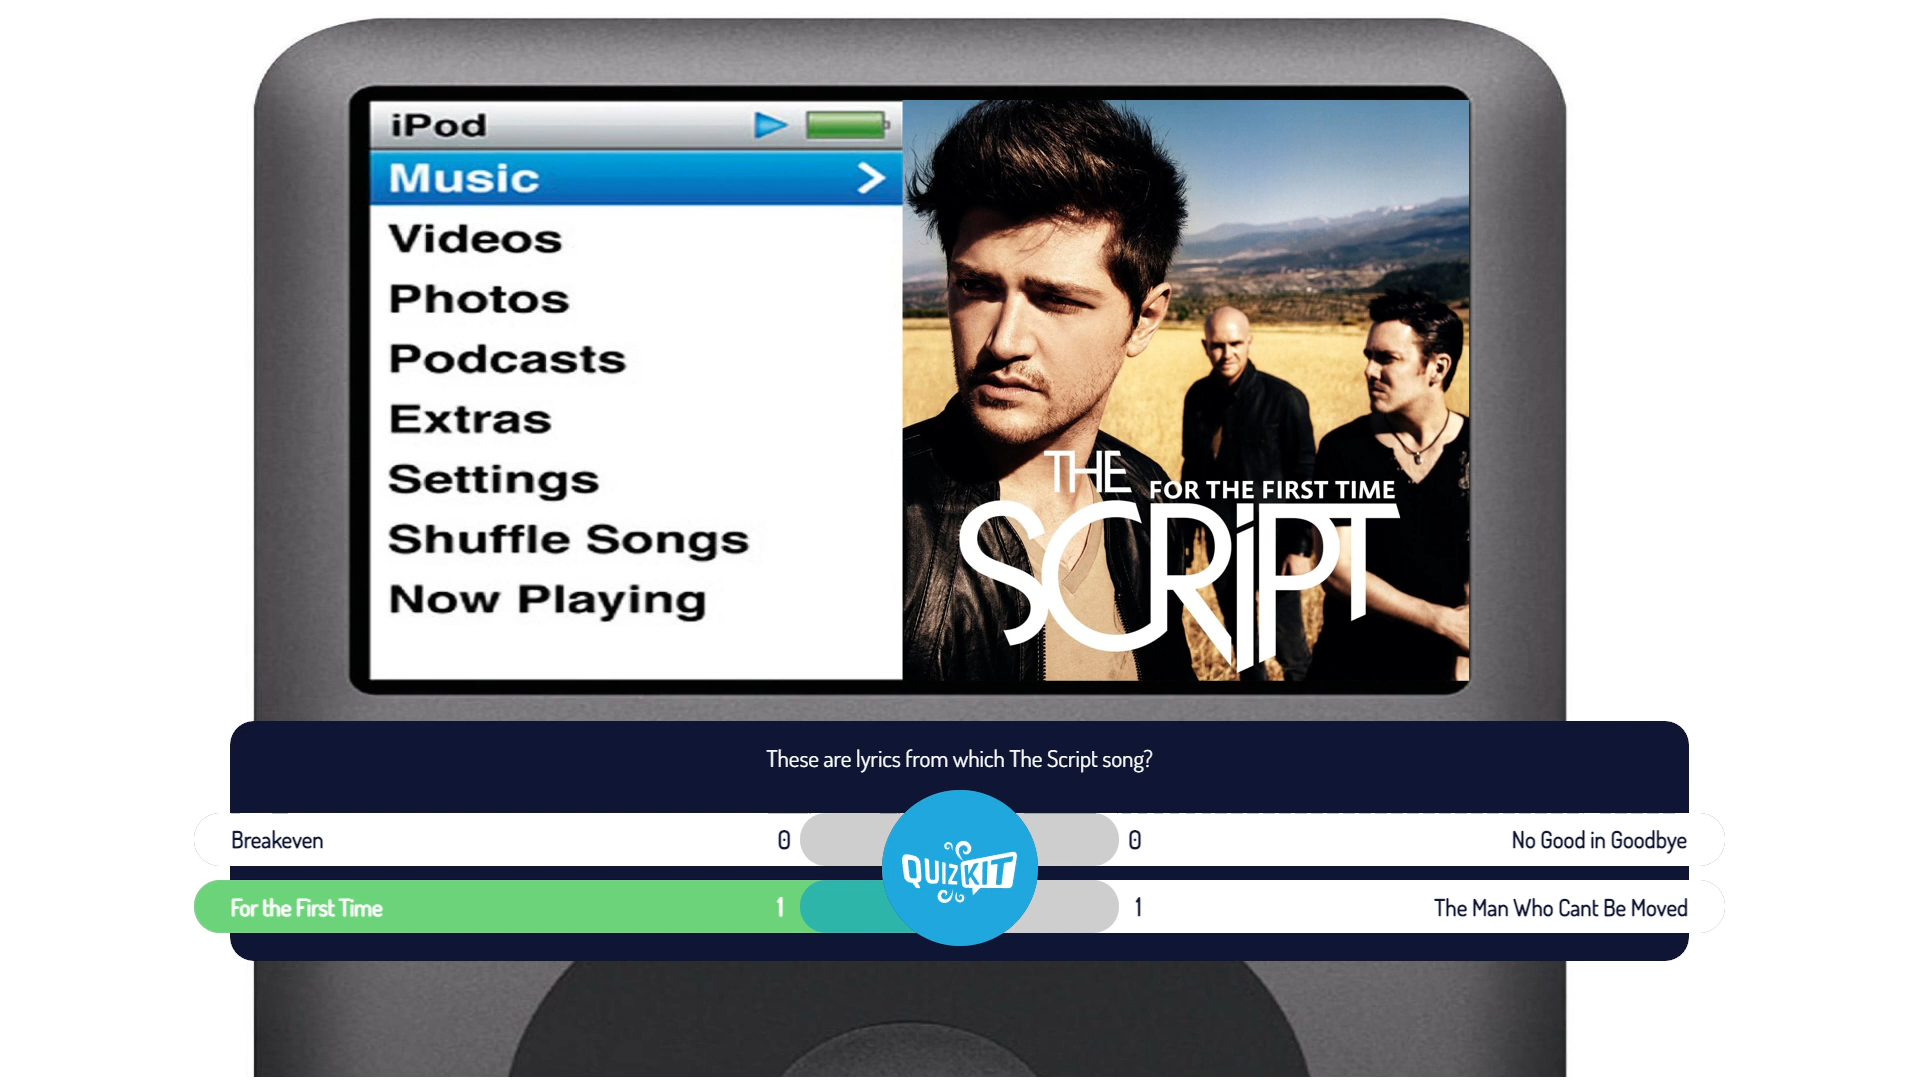 iPod
Music
Videos
Photos
Podcasts
Extras
Settings
Shuffle Songs
Now Playing
THE
FOR THE FIRST TIME
SCRIPT
These are lyrics from which The Script song?
Breakeven 0
0 No Good in Goodbye
QUIZKIT
For the First Time 1
1 The Man Who Cant Be Moved